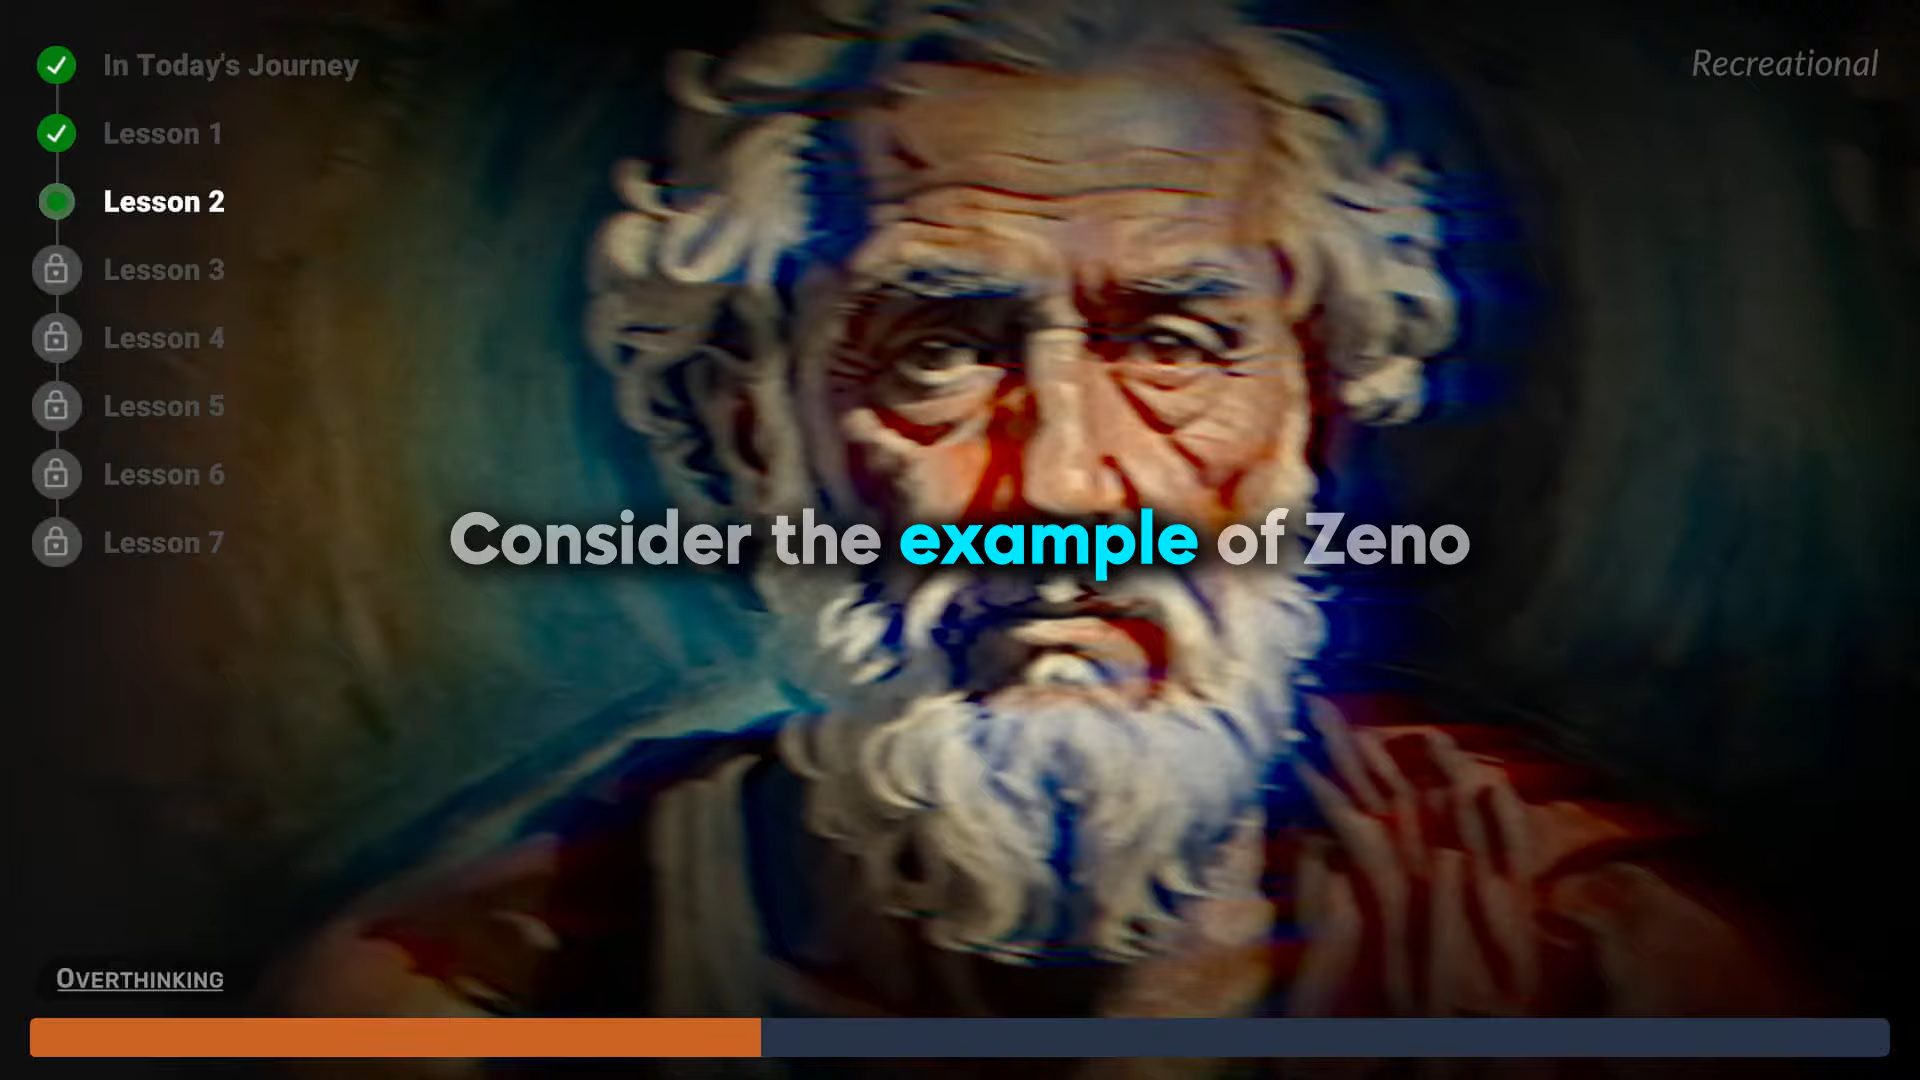 In Today's Journey
Recreational
Lesson 1
Lesson 2
Lesson 3
Lesson 4
Lesson 5
Lesson 6
Lesson 7
Consider the example of Zeno
OVERTHINKING